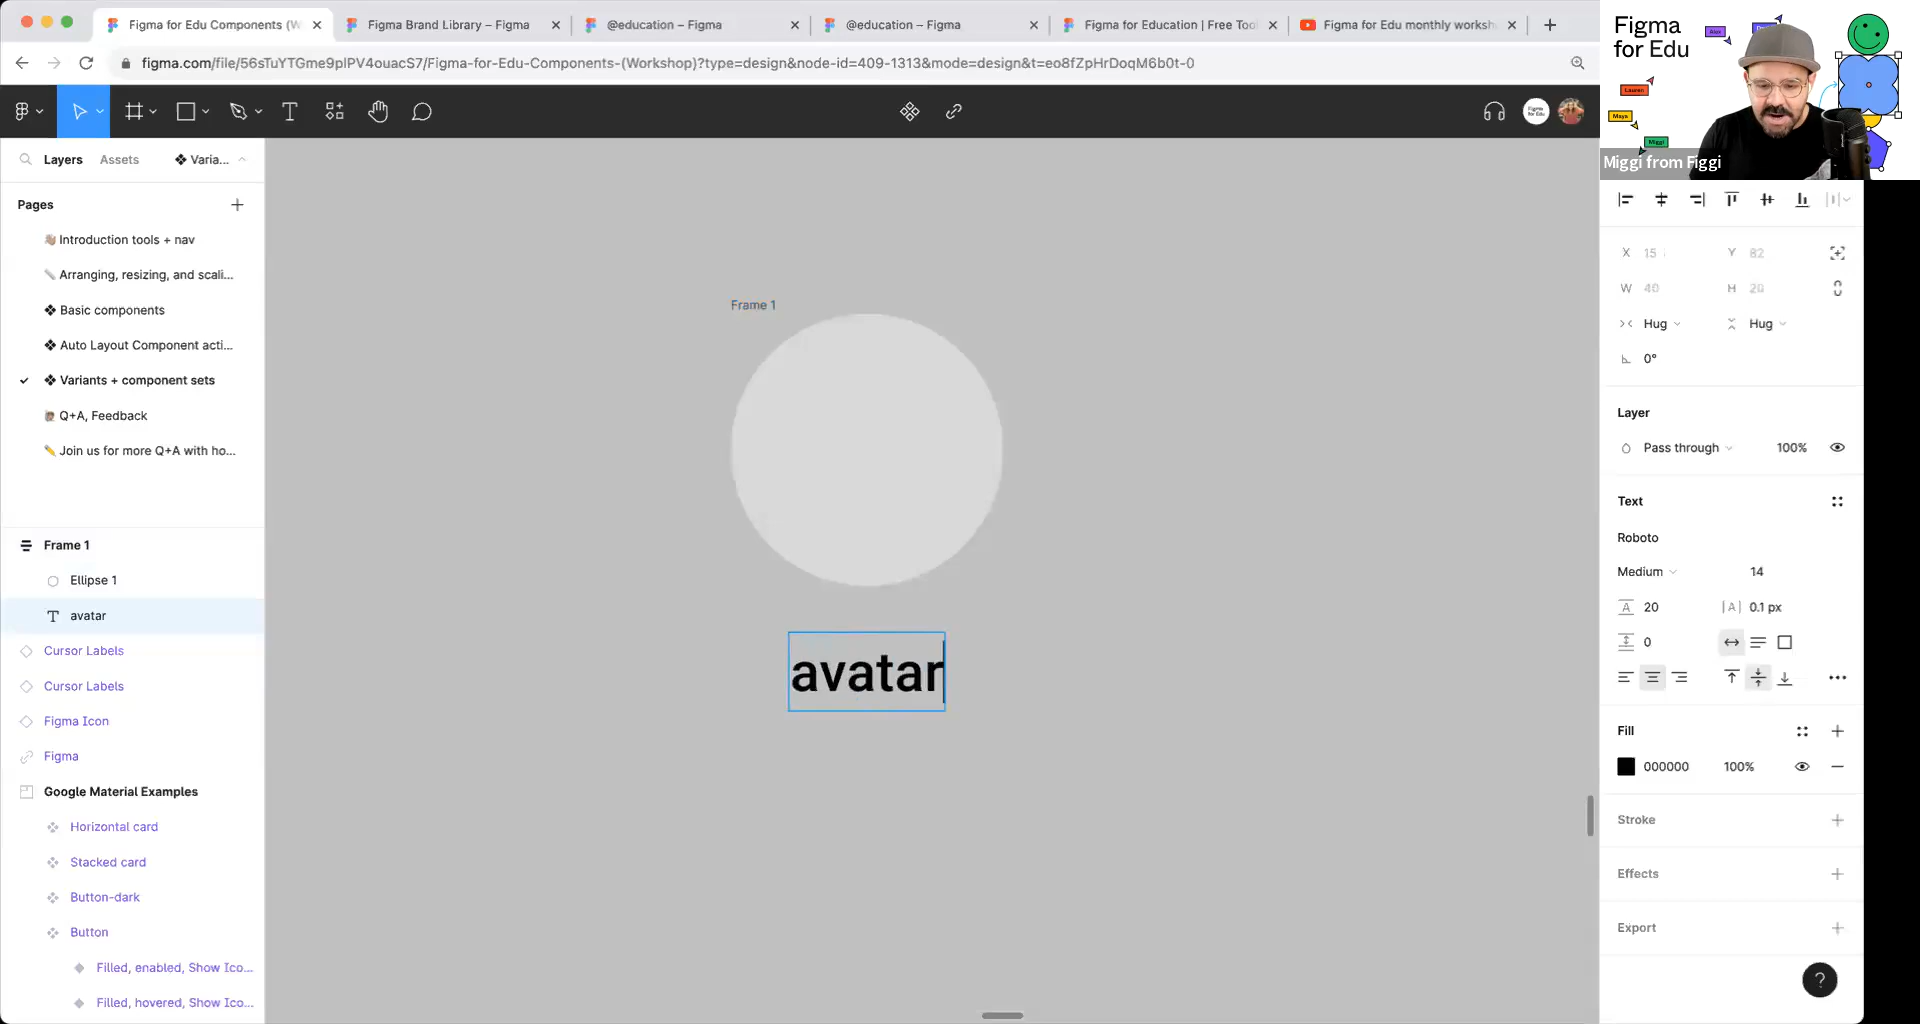 Figma for Edu Components (W
Figma Brand Library – Figma
@education – Figma
@education – Figma
Figma for Education | Free Too
Figma for Edu monthly worksh
figma.com/file/56sTuYTGme9pIPV4ouacS7/Figma-for-Edu-Components-(Workshop)?type=design&node-id=409-1313&mode=design&t=eo8fZpHrDoqM6b0t-0
Figma
for Edu
Alex
Lauren
Maya
Miggi
Miggi from Figgi
Layers
Assets
Varia...
Pages
Introduction tools + nav
Arranging, resizing, and scali...
Basic components
Auto Layout Component acti...
Variants + component sets
Q+A, Feedback
Join us for more Q+A with ho...
Frame 1
Ellipse 1
avatar
Cursor Labels
Cursor Labels
Figma Icon
Figma
Google Material Examples
Horizontal card
Stacked card
Button-dark
Button
Filled, enabled, Show Ico...
Filled, hovered, Show Ico...
Frame 1
avatar
X 15
Y 82
W 40
H 20
Hug
Hug
0°
Layer
Pass through
100%
Text
Roboto
Medium
14
20
0.1 px
0
Fill
000000
100%
Stroke
Effects
Export
?